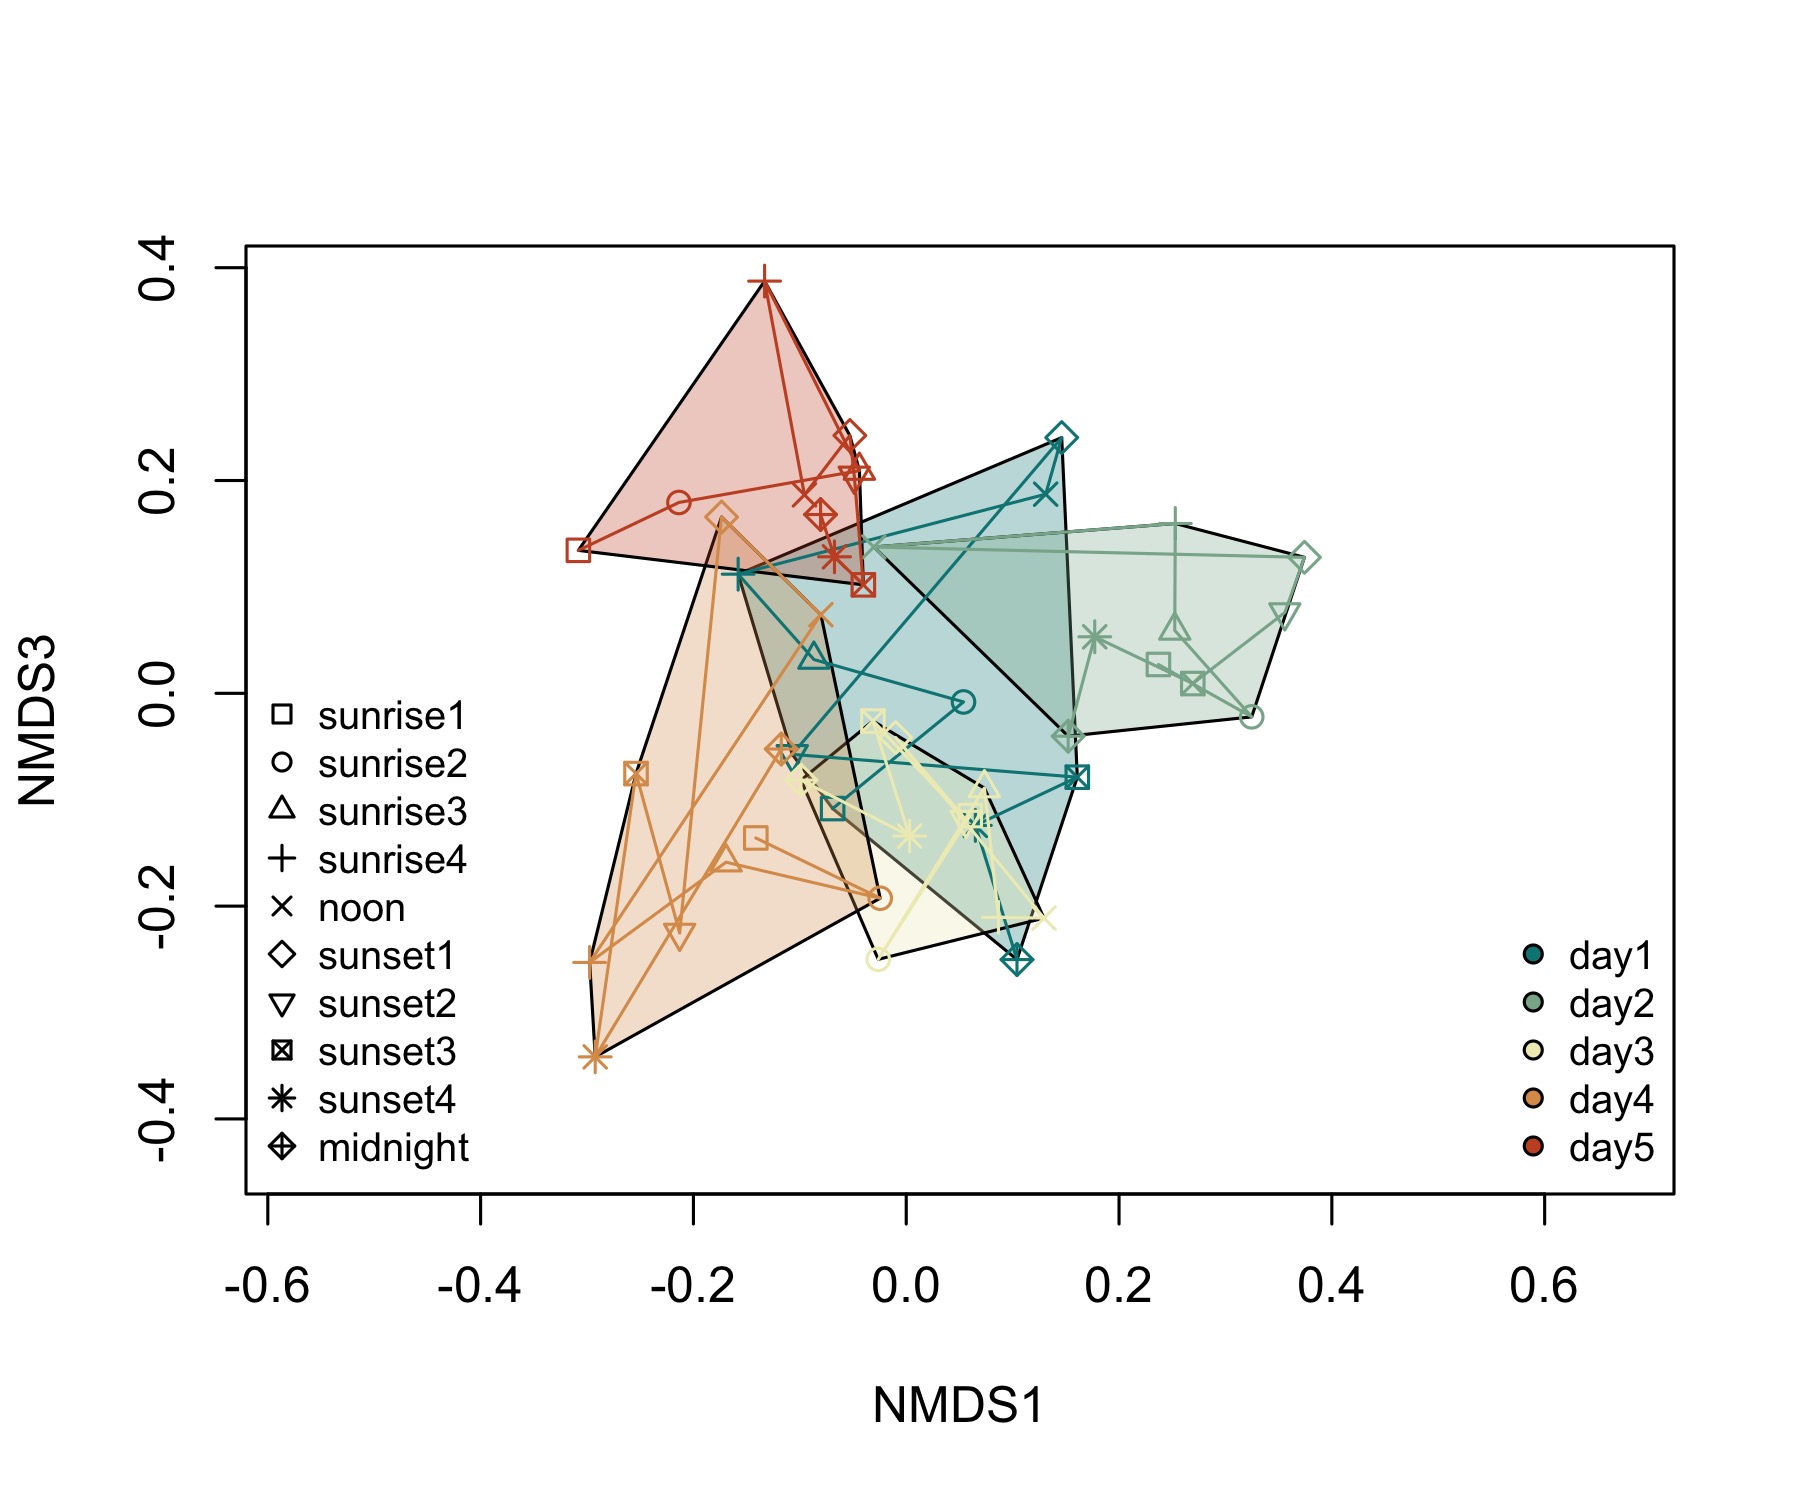 0.4
0.2
0.0
-0.2
-0.4
NMDS3
sunrise1
sunrise2
sunrise3
sunrise4
noon
sunset1
sunset2
sunset3
sunset4
midnight
day1
day2
day3
day4
day5
-0.6 -0.4 -0.2 0.0 0.2 0.4 0.6
NMDS1